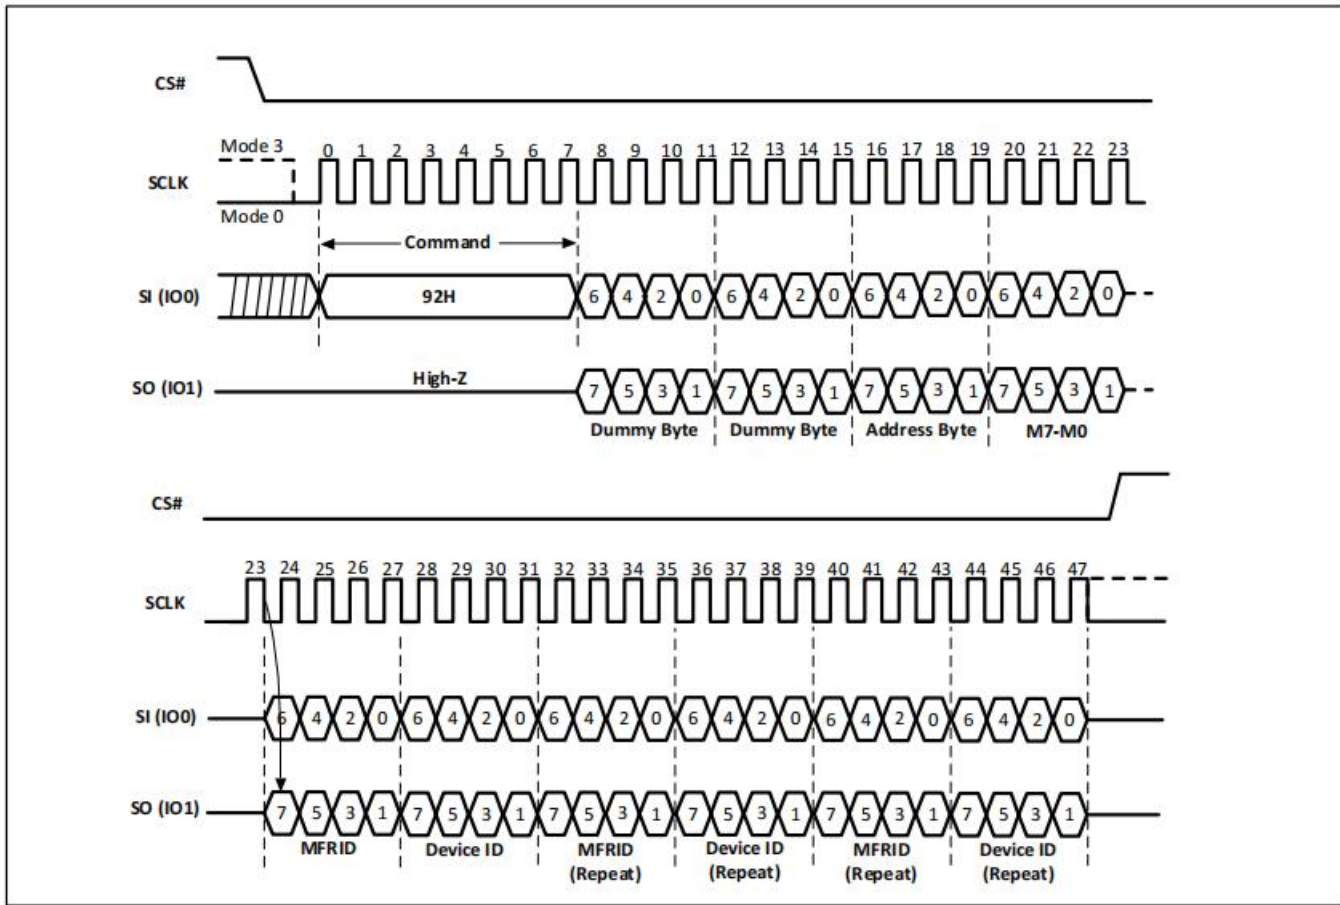 CS#
Mode 3
0 1 2 3 4 5 6 7 8 9 10 11 12 13 14 15 16 17 18 19 20 21 22 23
SCLK
Mode 0
Command
SI (IO0)
92H
6 4 2 0 6 4 2 0 6 4 2 0 6 4 2 0
High-Z
SO (IO1)
7 5 3 1 7 5 3 1 7 5 3 1 7 5 3 1
Dummy Byte Dummy Byte Address Byte M7-M0
CS#
23 24 25 26 27 28 29 30 31 32 33 34 35 36 37 38 39 40 41 42 43 44 45 46 47
SCLK
SI (IO0)
6 4 2 0 6 4 2 0 6 4 2 0 6 4 2 0 6 4 2 0 6 4 2 0
SO (IO1)
7 5 3 1 7 5 3 1 7 5 3 1 7 5 3 1 7 5 3 1 7 5 3 1
MFRID Device ID MFRID Device ID MFRID Device ID
(Repeat) (Repeat) (Repeat) (Repeat)